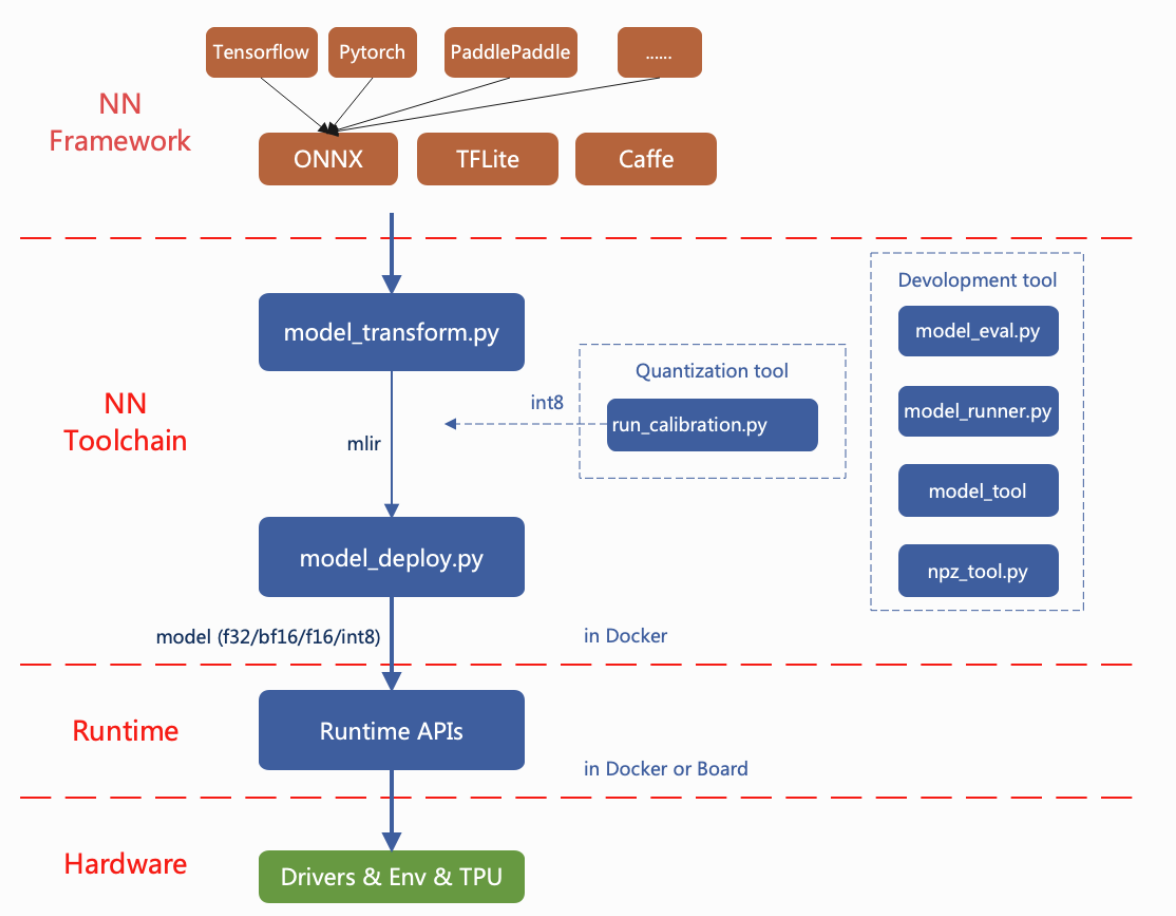 Tensorflow
Pytorch
PaddlePaddle
......
NN
Framework
ONNX
TFLite
Caffe
Devolopment tool
model_eval.py
model_runner.py
model_tool
npz_tool.py
model_transform.py
Quantization tool
run_calibration.py
int8
NN
Toolchain
mlir
model_deploy.py
model (f32/bf16/f16/int8)
in Docker
Runtime
Runtime APIs
in Docker or Board
Hardware
Drivers & Env & TPU